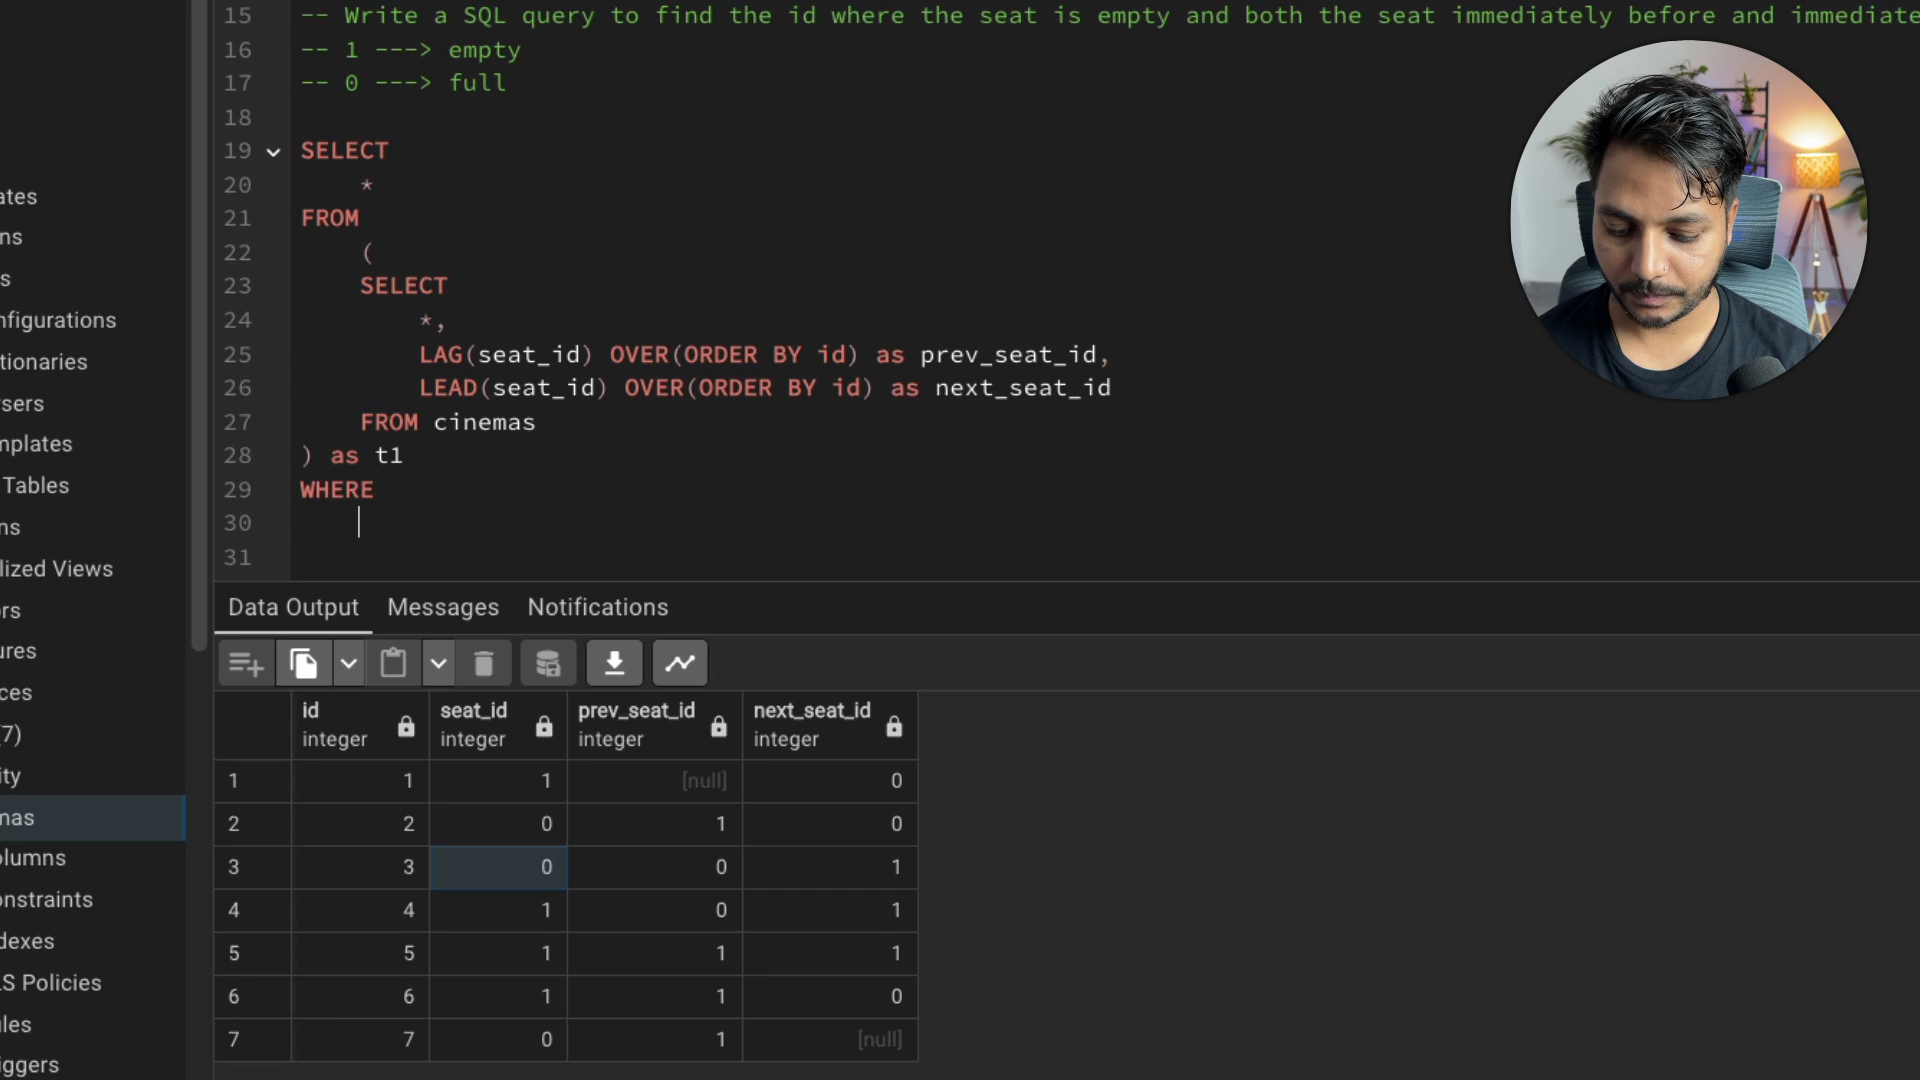 15 -- Write a SQL query to find the id where the seat is empty and both the seat immediately before and immediate
16 -- 1 ---> empty
17 -- 0 ---> full
18
19 SELECT
20 *
21 FROM
22 (
23 SELECT
24 *,
25 LAG(seat_id) OVER(ORDER BY id) as prev_seat_id,
26 LEAD(seat_id) OVER(ORDER BY id) as next_seat_id
27 FROM cinemas
28 ) as t1
29 WHERE
30
31
ates
ns
s
nfigurations
tionaries
rsers
mplates
Tables
ns
lized Views
ors
ures
ces
(7)
ity
mas
olumns
onstraints
dexes
LS Policies
ules
iggers
Data Output Messages Notifications
id seat_id prev_seat_id next_seat_id
integer integer integer integer
1 1 1 [null] 0
2 2 0 1 0
3 3 0 0 1
4 4 1 0 1
5 5 1 1 1
6 6 1 1 0
7 7 0 1 [null]